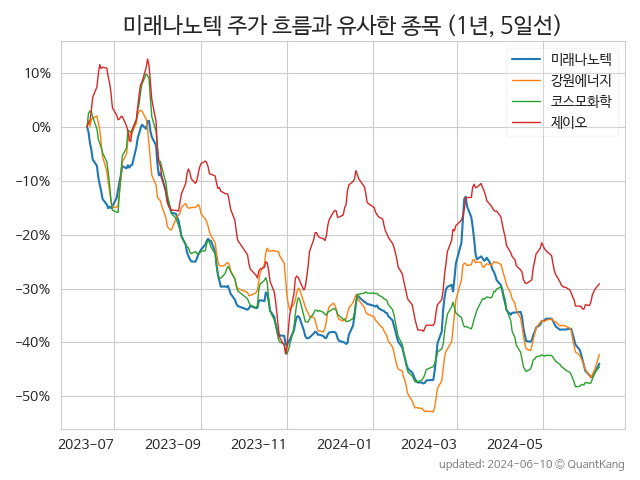 미래나노텍 주가 흐름과 유사한 종목 (1년, 5일선)
미래나노텍
강원에너지
코스모화학
제이오
10%
0%
−10%
−20%
−30%
−40%
−50%
2023-07
2023-09
2023-11
2024-01
2024-03
2024-05
updated: 2024-06-10 © QuantKang